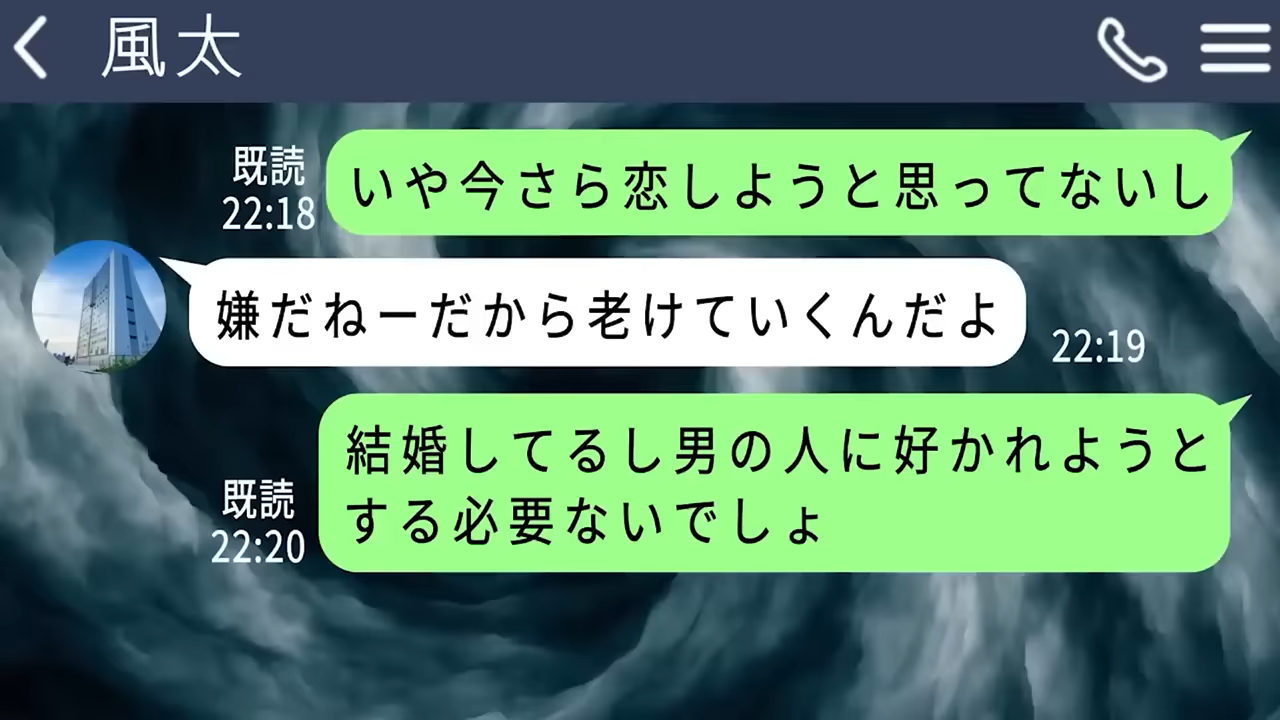 風太
いや今さら恋しようと思ってないし
既読
22:18
嫌だねーだから老けていくんだよ
22:19
結婚してるし男の人に好かれようと
する必要ないでしょ
既読
22:20